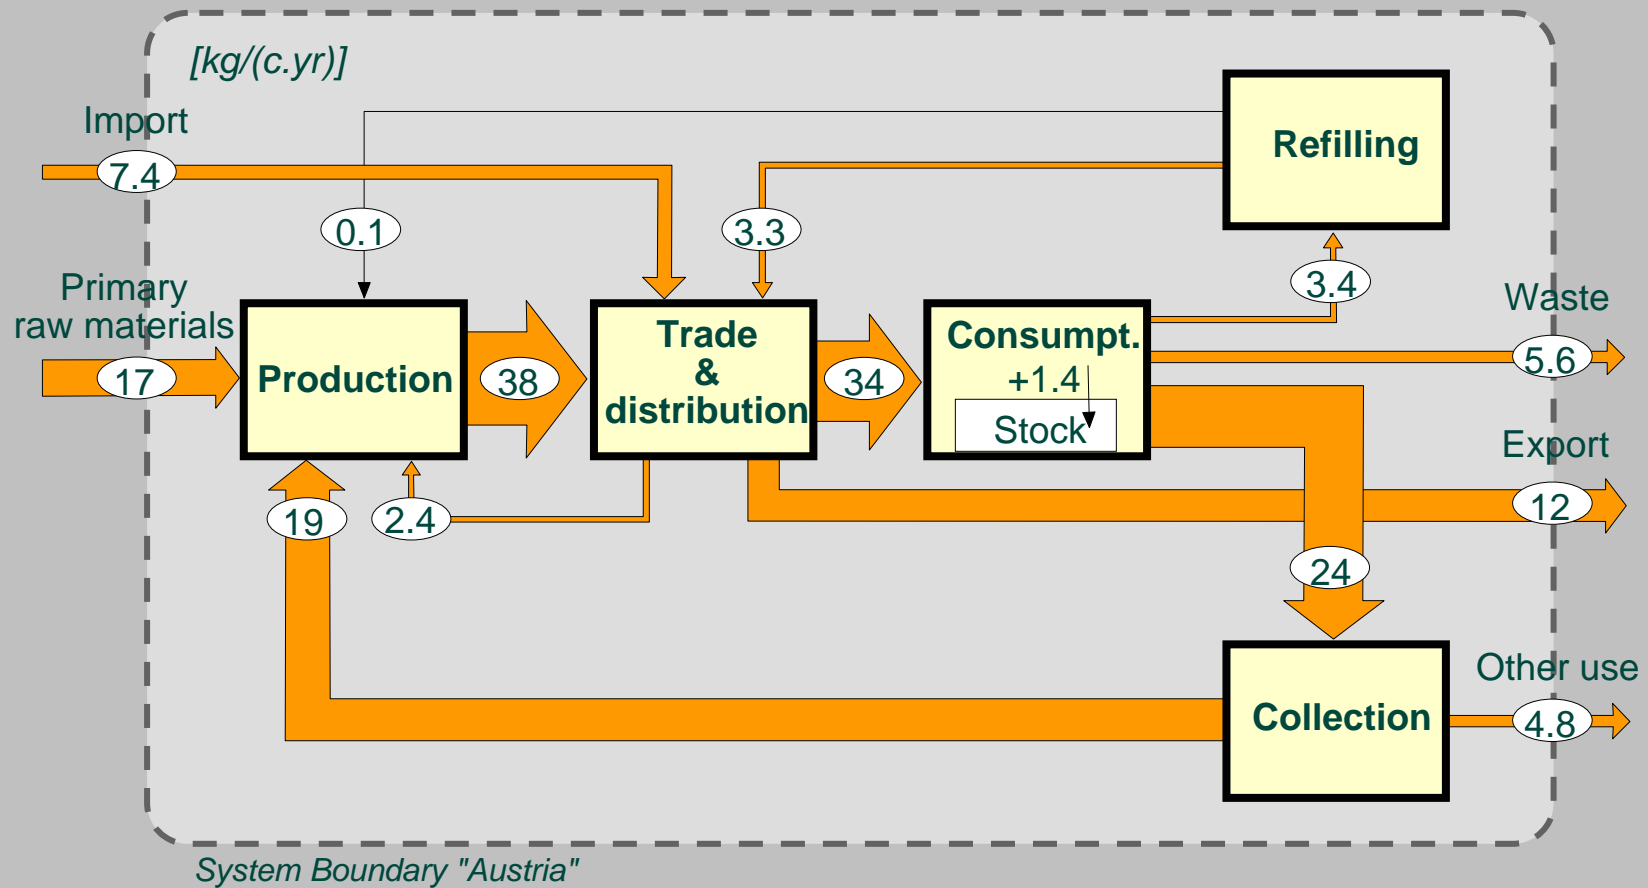 [kg/(c.yr)]
Import
7.4
Refilling
0.1
3.3
3.4
Primary
raw materials
17
Production
38
Trade
&
distribution
34
Consumpt.
+1.4
Stock
Waste
5.6
Export
12
19
2.4
24
Collection
Other use
4.8
System Boundary "Austria"